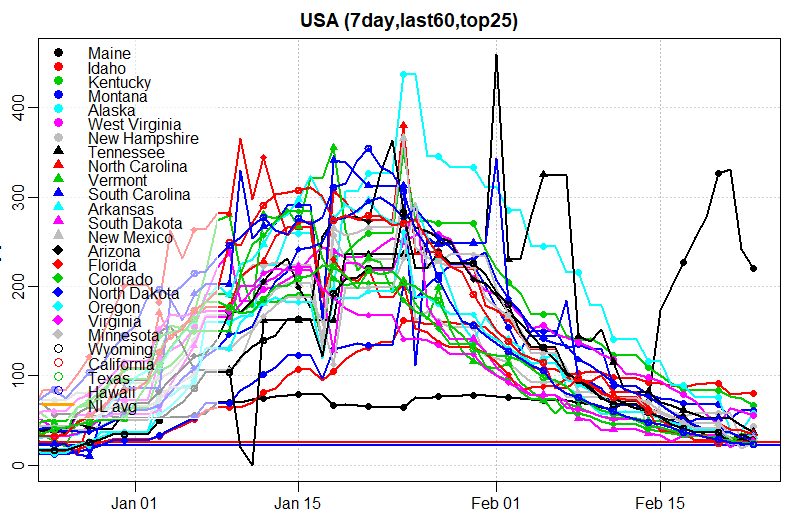 USA (7day,last60,top25)
Maine
Idaho
Kentucky
Montana
Alaska
West Virginia
New Hampshire
Tennessee
North Carolina
Vermont
South Carolina
Arkansas
South Dakota
New Mexico
Arizona
Florida
Colorado
North Dakota
Oregon
Virginia
Minnesota
Wyoming
California
Texas
Hawaii
NL avg
400
300
200
100
0
Jan 01 Jan 15 Feb 01 Feb 15